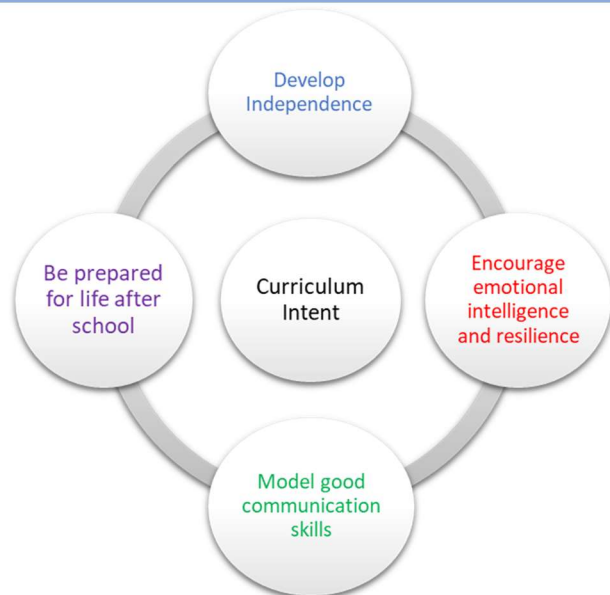 Develop
Independence
Be prepared
for life after
school
Curriculum
Intent
Encourage
emotional
intelligence
and resilience
Model good
communication
skills